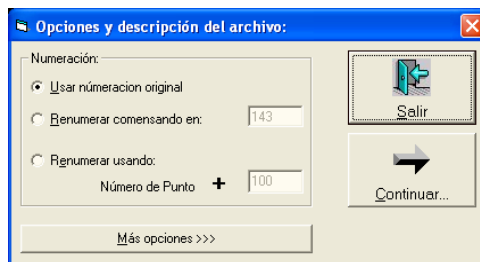 Opciones y descripción del archivo:
Numeración:
Usar númeracion original
Renumerar comensando en: 143
Renumerar usando:
Número de Punto + 100
Más opciones >>>
Salir
Continuar...